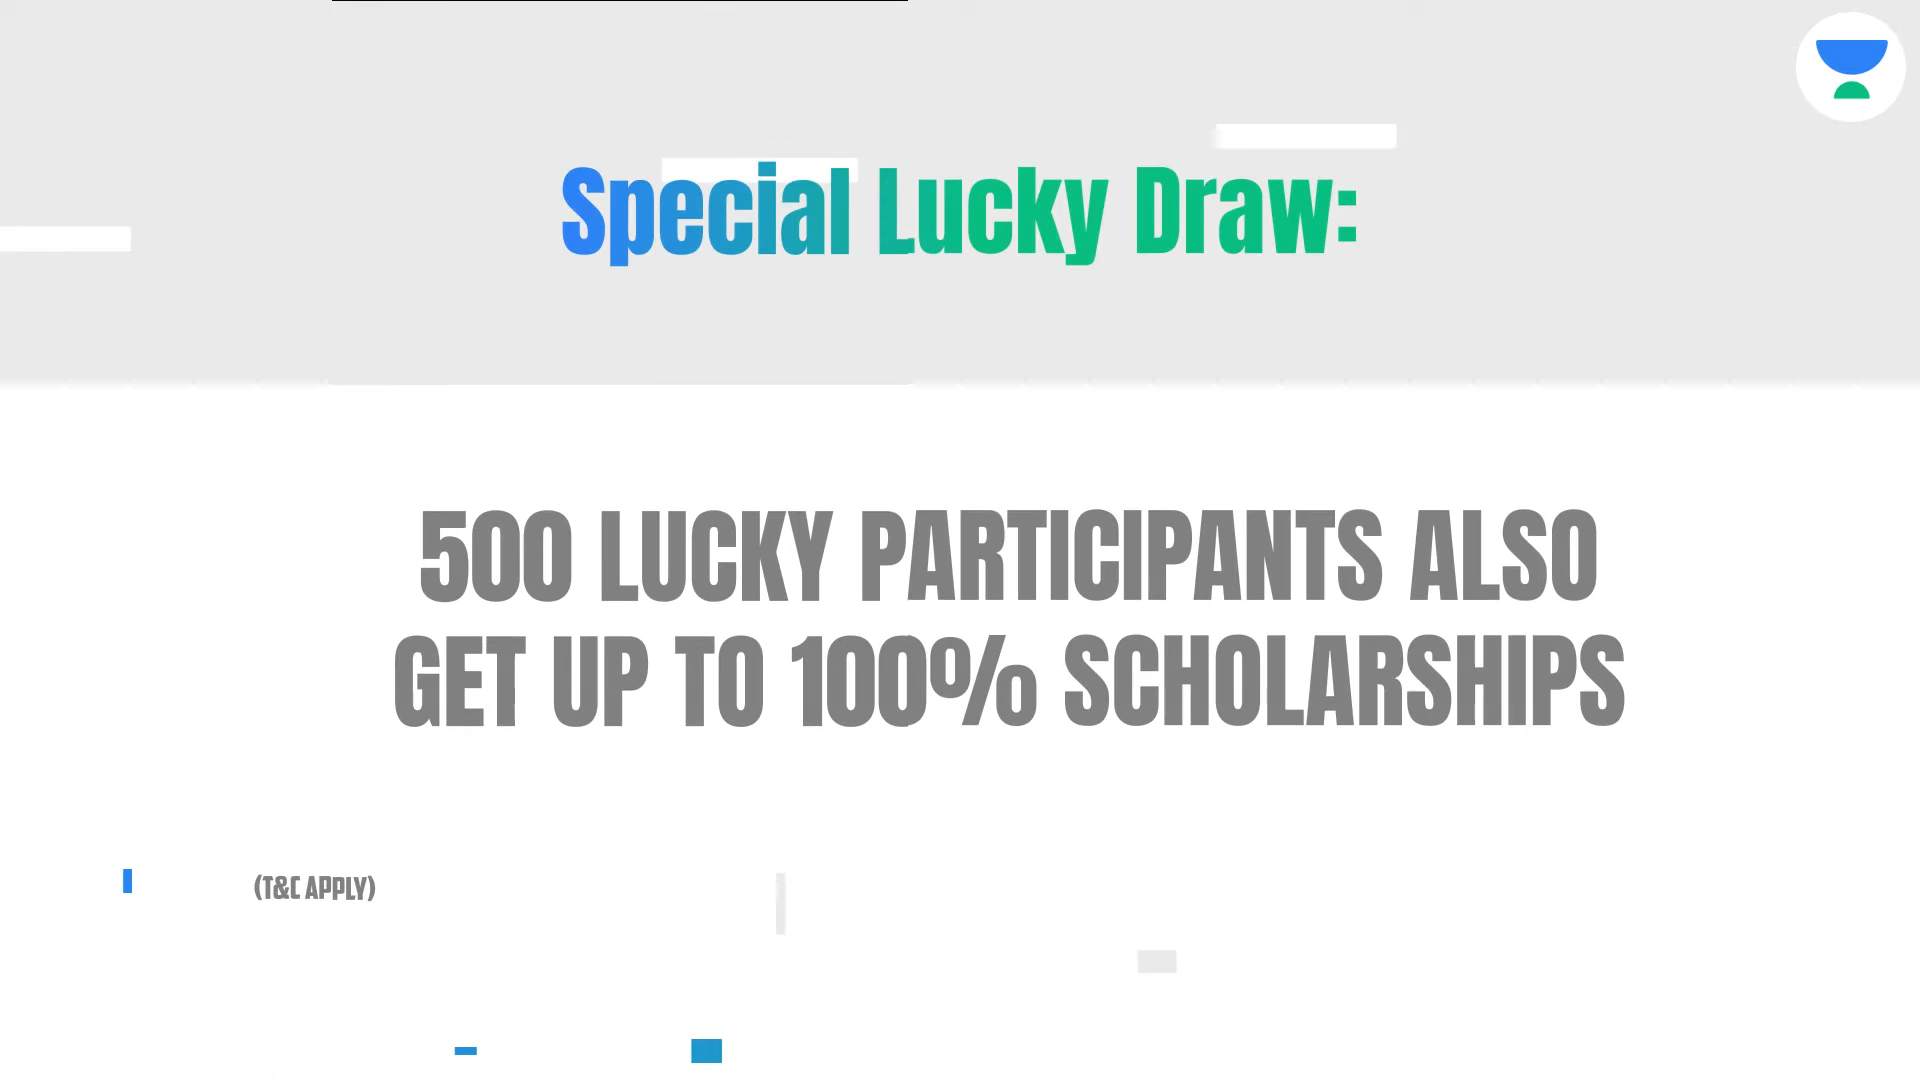 Special Lucky Draw:
500 LUCKY PARTICIPANTS ALSO
GET UP TO 100% SCHOLARSHIPS
(T&C APPLY)